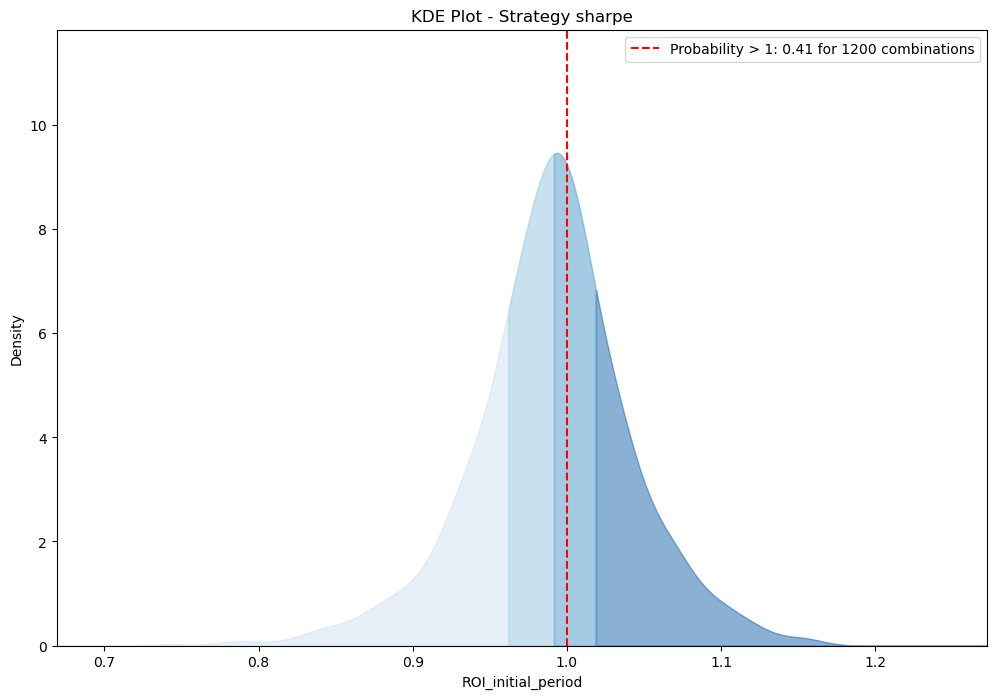 KDE Plot - Strategy sharpe
Probability > 1: 0.41 for 1200 combinations
Density
10
8
6
4
2
0
0.7 0.8 0.9 1.0 1.1 1.2
ROI_initial_period